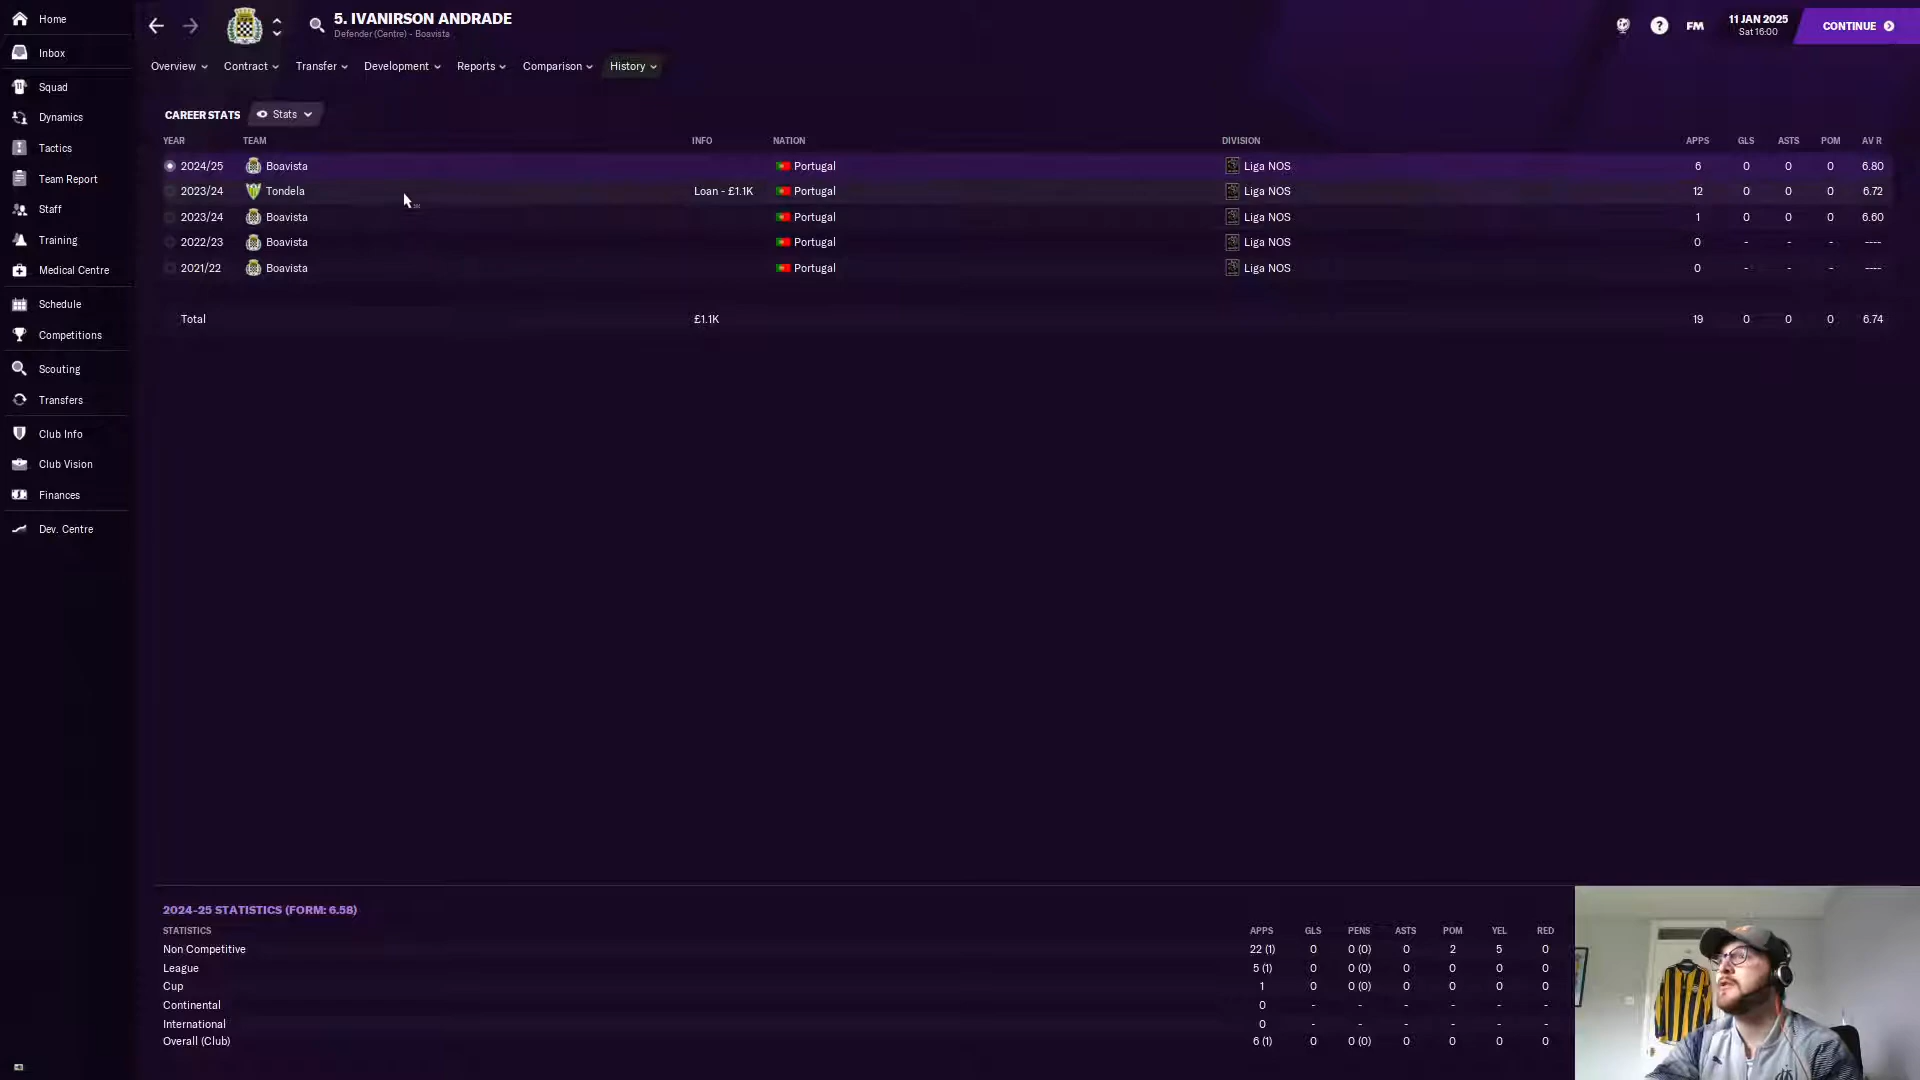 Home
Inbox
Squad
Dynamics
Tactics
Team Report
Staff
Training
Medical Centre
Schedule
Competitions
Scouting
Transfers
Club Info
Club Vision
Finances
Dev. Centre
5. IVANIRSON ANDRADE
Defender (Centre) - Boavista
FM
11 JAN 2025
Sat 16:00
CONTINUE
Overview Contract Transfer Development Reports Comparison History
CAREER STATS Stats
YEAR TEAM INFO NATION DIVISION APPS GLS ASTS POM AV R
2024/25 Boavista Portugal Liga NOS 6 0 0 0 6.80
2023/24 Tondela Loan - £1.1K Portugal Liga NOS 12 0 0 0 6.72
2023/24 Boavista Portugal Liga NOS 1 0 0 0 6.60
2022/23 Boavista Portugal Liga NOS 0 - - - ----
2021/22 Boavista Portugal Liga NOS 0 - - - ----
Total £1.1K 19 0 0 0 6.74
2024-25 STATISTICS (FORM: 6.58)
STATISTICS APPS GLS PENS ASTS POM YEL RED
Non Competitive 22 (1) 0 0 (0) 0 2 5 0
League 5 (1) 0 0 (0) 0 0 0 0
Cup 1 0 0 (0) 0 0 0 0
Continental 0 - - - - - -
International 0 - - - - - -
Overall (Club) 6 (1) 0 0 (0) 0 0 0 0